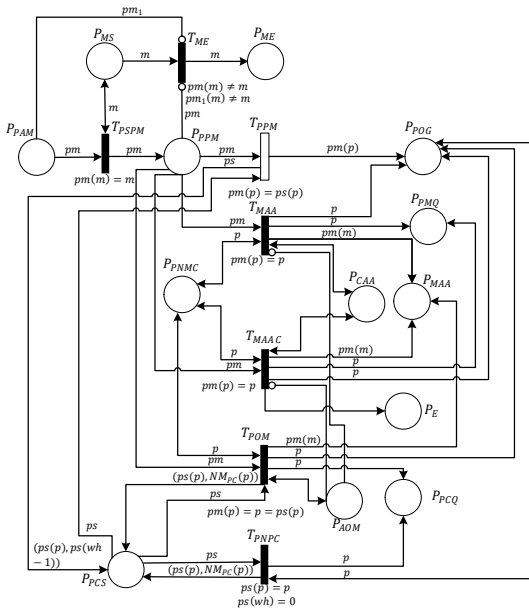 pm₁
P_MS
T_ME
P_ME
m
m
pm(m) ≠ m
pm₁(m) ≠ m
m
pm
P_PAM
T_PSPM
P_PPM
T_PPM
P_POG
pm
pm
pm
pm(p)
ps
pm(m) = m
pm(p) = ps(p)
T_MAA
p
P_PMQ
p
pm
pm(m)
p
P_PNMC
pm(p) = p
P_CAA
P_MAA
T_MAAC
p
pm(m)
pm
p
p
pm(p) = p
P_E
T_POM
pm(m)
p
p
pm
p
(ps(p), NM_PC(p))
ps
P_PCQ
pm(p) = p = ps(p)
P_AOM
ps
T_PNPC
(ps(p), ps(wh
− 1))
ps
p
P_PCS
(ps(p), NM_PC(p))
p
ps(p) = p
ps(wh) = 0